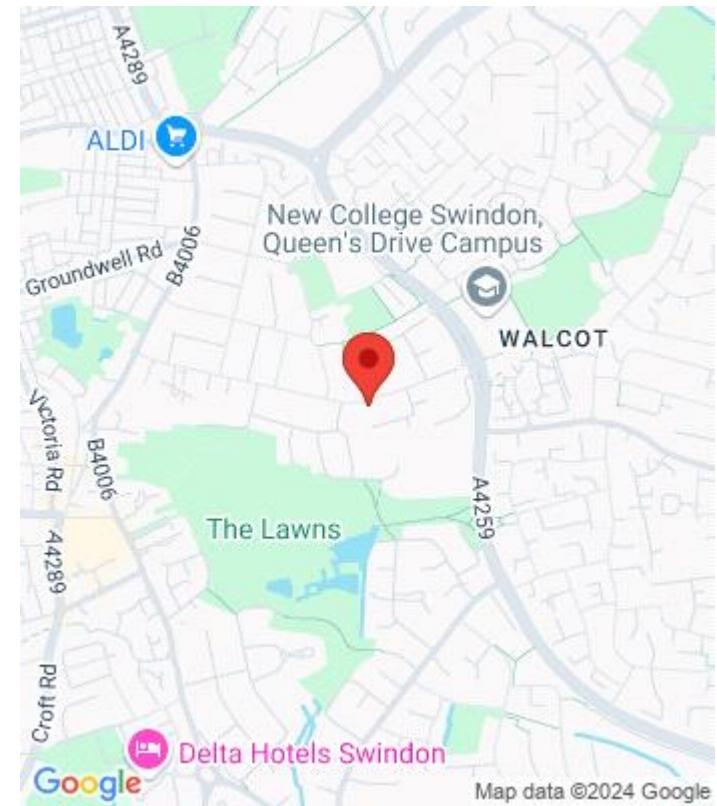 A4289
ALDI
New College Swindon,
Queen's Drive Campus
Groundwell Rd
B4006
WALCOT
Victoria Rd
B4006
A4259
The Lawns
A4289
Croft Rd
Delta Hotels Swindon
Google
Map data ©2024 Google